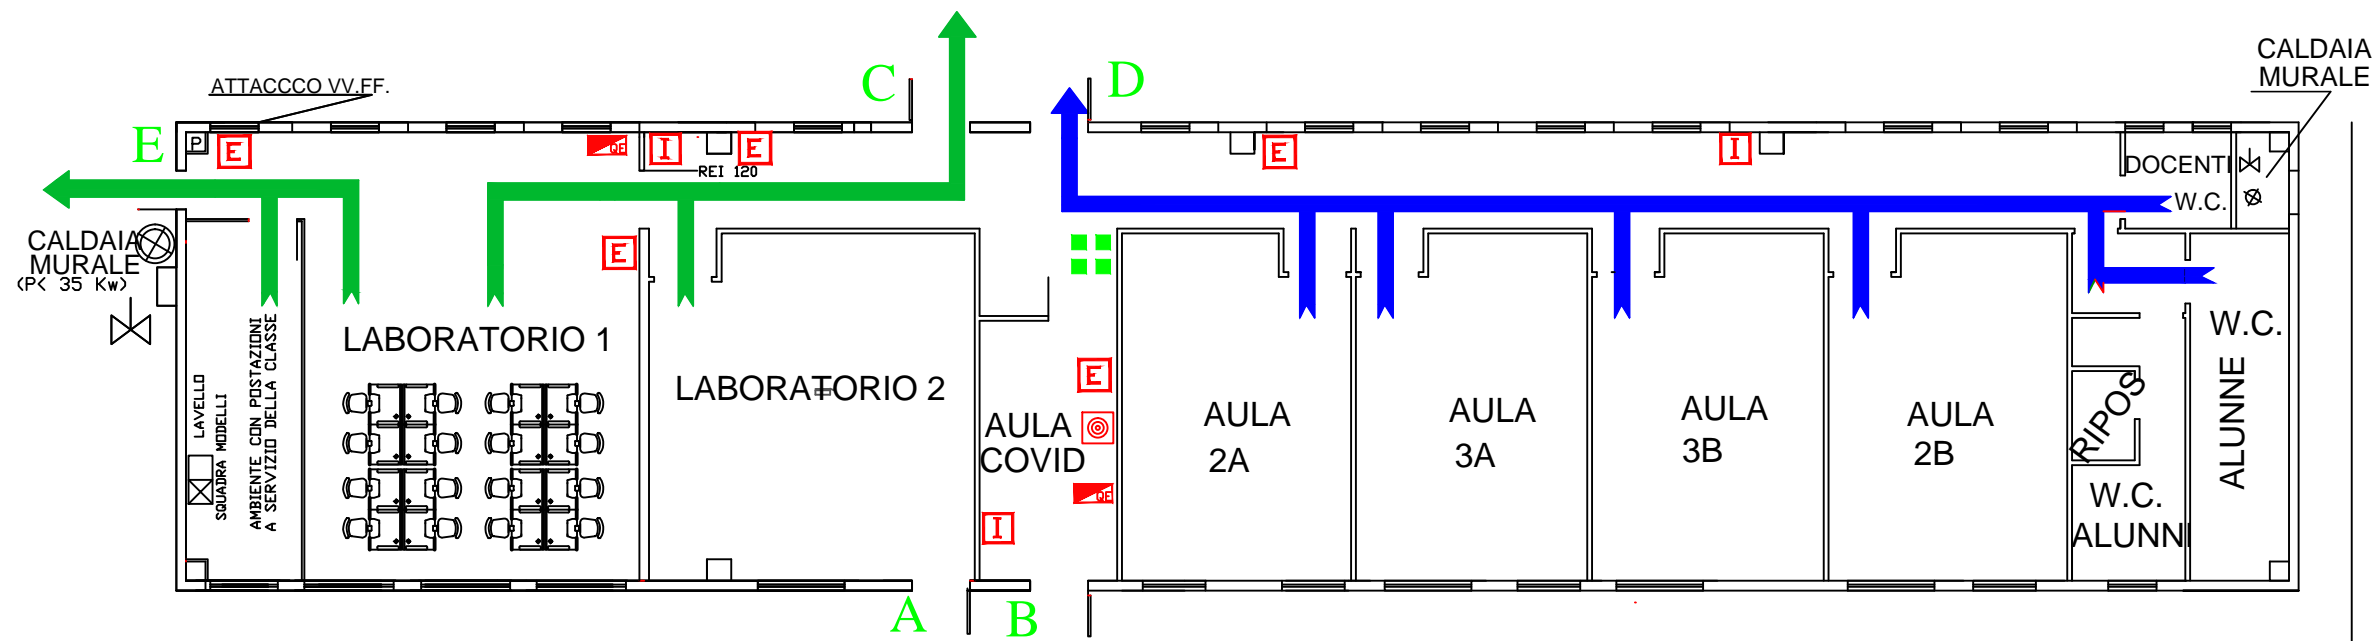 CALDAIA
MURALE
ATTACCCO VV.FF.
C
D
E
P
E
QE
I
E
REI 120
E
I
DOCENTI
W.C.
CALDAIA
MURALE
(P< 35 Kw)
E
LABORATORIO 1
LABORATORIO 2
LAVELLO
SQUADRA MODELLI
AMBIENTE CON POSTAZIONI
A SERVIZIO DELLA CLASSE
E
AULA
COVID
QE
I
AULA
2A
AULA
3A
AULA
3B
AULA
2B
RIPOS
W.C.
ALUNNI
W.C.
ALUNNE
A
B